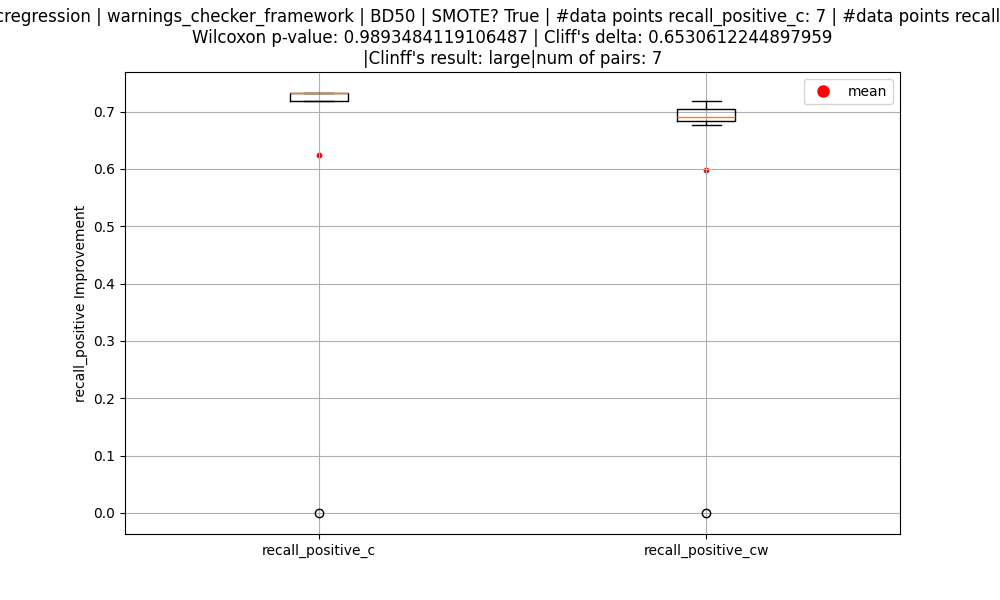 regression | warnings_checker_framework | BD50 | SMOTE? True | #data points recall_positive_c: 7 | #data points recall
Wilcoxon p-value: 0.9893484119106487 | Cliff's delta: 0.6530612244897959
|Clinff's result: large|num of pairs: 7
mean
0.7
0.6
0.5
0.4
0.3
0.2
0.1
0.0
recall_positive Improvement
recall_positive_c
recall_positive_cw